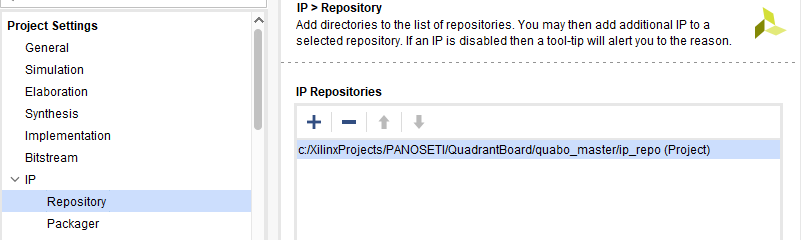 Project Settings
General
Simulation
Elaboration
Synthesis
Implementation
Bitstream
IP
Repository
Packager
IP > Repository
Add directories to the list of repositories. You may then add additional IP to a
selected repository. If an IP is disabled then a tool-tip will alert you to the reason.
IP Repositories
c:/XilinxProjects/PANOSETI/QuadrantBoard/quabo_master/ip_repo (Project)